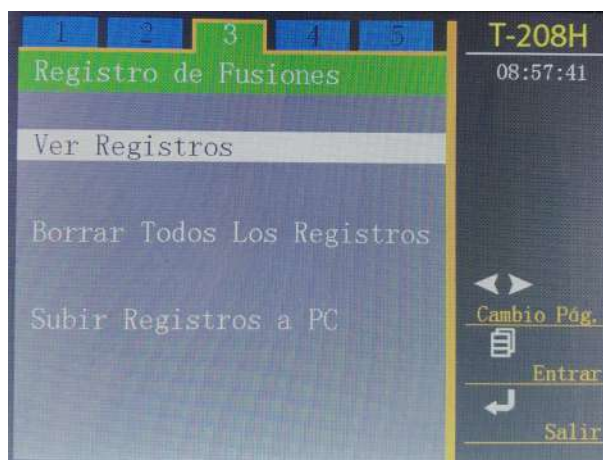 1 2 3 4 5
T-208H
Registro de Fusiones
08:57:41
Ver Registros
Borrar Todos Los Registros
Subir Registros a PC
Cambio Pág.
Entrar
Salir